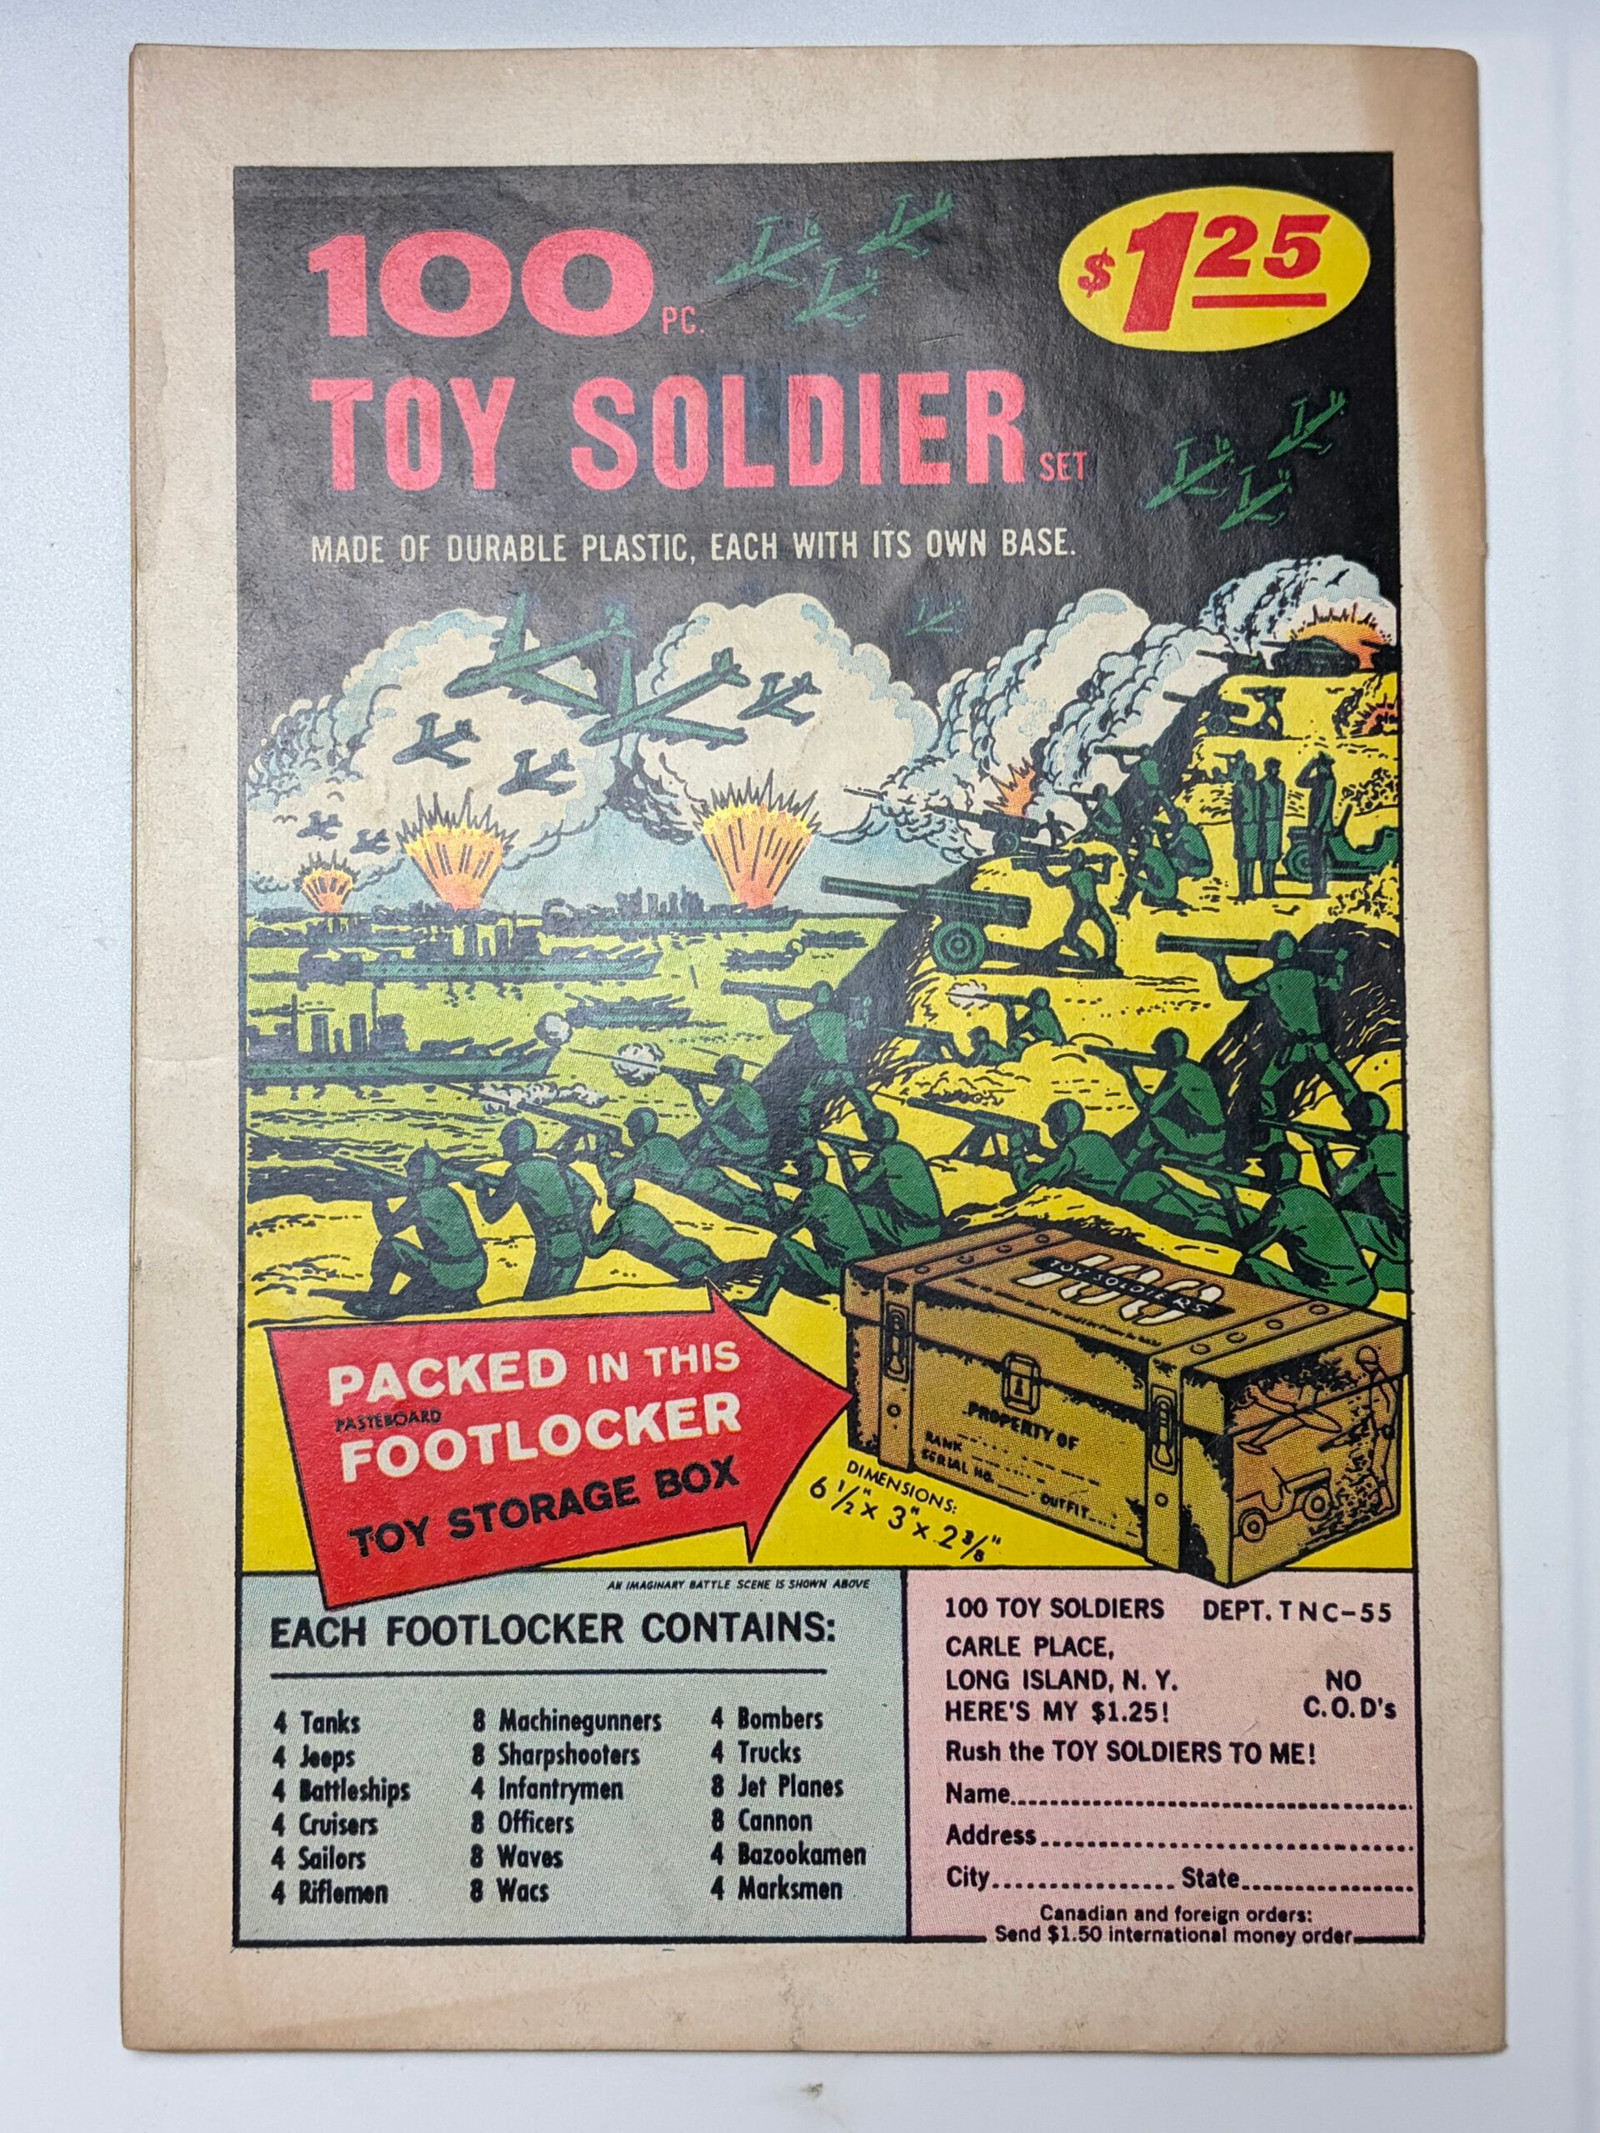 100 PC.
$1 25
TOY SOLDIER SET
MADE OF DURABLE PLASTIC, EACH WITH ITS OWN BASE.
PACKED IN THIS
PASTEBOARD
FOOTLOCKER
TOY STORAGE BOX
100
TOY SOLDIERS
PROPERTY OF
RANK
SERIAL NO.
OUTFIT
DIMENSIONS:
6 1/2" x 3" x 2 3/8"
AN IMAGINARY BATTLE SCENE IS SHOWN ABOVE
EACH FOOTLOCKER CONTAINS:
4 Tanks
4 Jeeps
4 Battleships
4 Cruisers
4 Sailors
4 Riflemen
8 Machinegunners
8 Sharpshooters
4 Infantrymen
8 Officers
8 Waves
8 Wacs
4 Bombers
4 Trucks
8 Jet Planes
8 Cannon
4 Bazookamen
4 Marksmen
100 TOY SOLDIERS DEPT. TNC-55
CARLE PLACE,
LONG ISLAND, N. Y.
HERE'S MY $1.25!
NO
C.O.D's
Rush the TOY SOLDIERS TO ME!
Name
Address
City State
Canadian and foreign orders:
Send $1.50 international money order